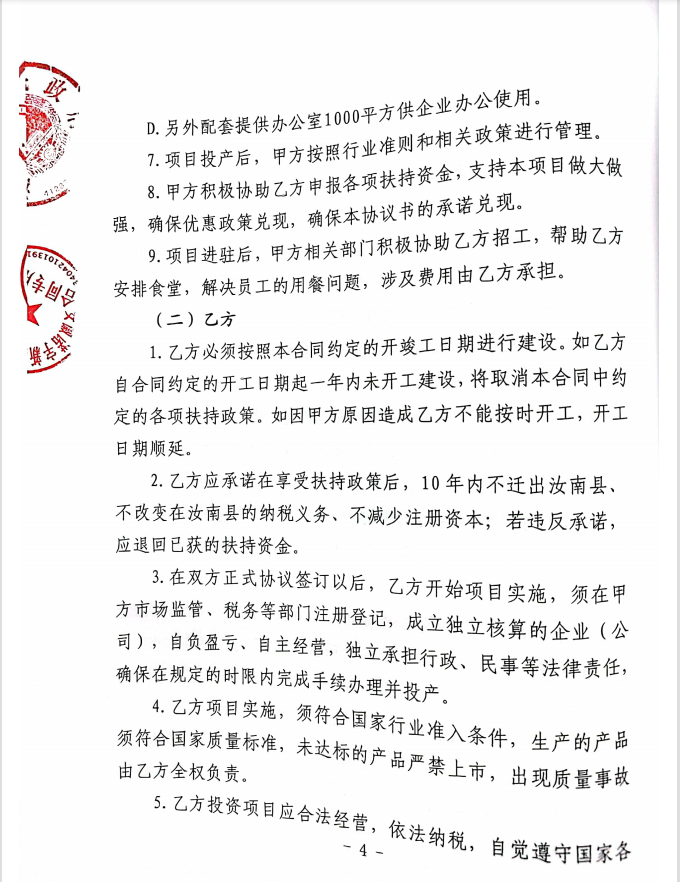 D. 另外配套提供办公室1000平方供企业办公使用。
7. 项目投产后，甲方按照行业准则和相关政策进行管理。
8. 甲方积极协助乙方申报各项扶持资金，支持本项目做大做
强，确保优惠政策兑现，确保本协议书的承诺兑现。
9. 项目进驻后，甲方相关部门积极协助乙方招工，帮助乙方
安排食堂，解决员工的用餐问题，涉及费用由乙方承担。
（二）乙方
1. 乙方必须按照本合同约定的开竣工日期进行建设。如乙方
自合同约定的开工日期起一年内未开工建设，将取消本合同中约
定的各项扶持政策。如因甲方原因造成乙方不能按时开工，开工
日期顺延。
2. 乙方应承诺在享受扶持政策后，10 年内不迁出汝南县、
不改变在汝南县的纳税义务、不减少注册资本；若违反承诺，
应退回已获的扶持资金。
3. 在双方正式协议签订以后，乙方开始项目实施，须在甲
方市场监管、税务等部门注册登记，成立独立核算的企业（公
司），自负盈亏、自主经营，独立承担行政、民事等法律责任，
确保在规定的时限内完成手续办理并投产。
4. 乙方项目实施，须符合国家行业准入条件，生产的产品
须符合国家质量标准，未达标的产品严禁上市，出现质量事故
由乙方全权负责。
5. 乙方投资项目应合法经营，依法纳税，自觉遵守国家各
- 4 -
政
合同专